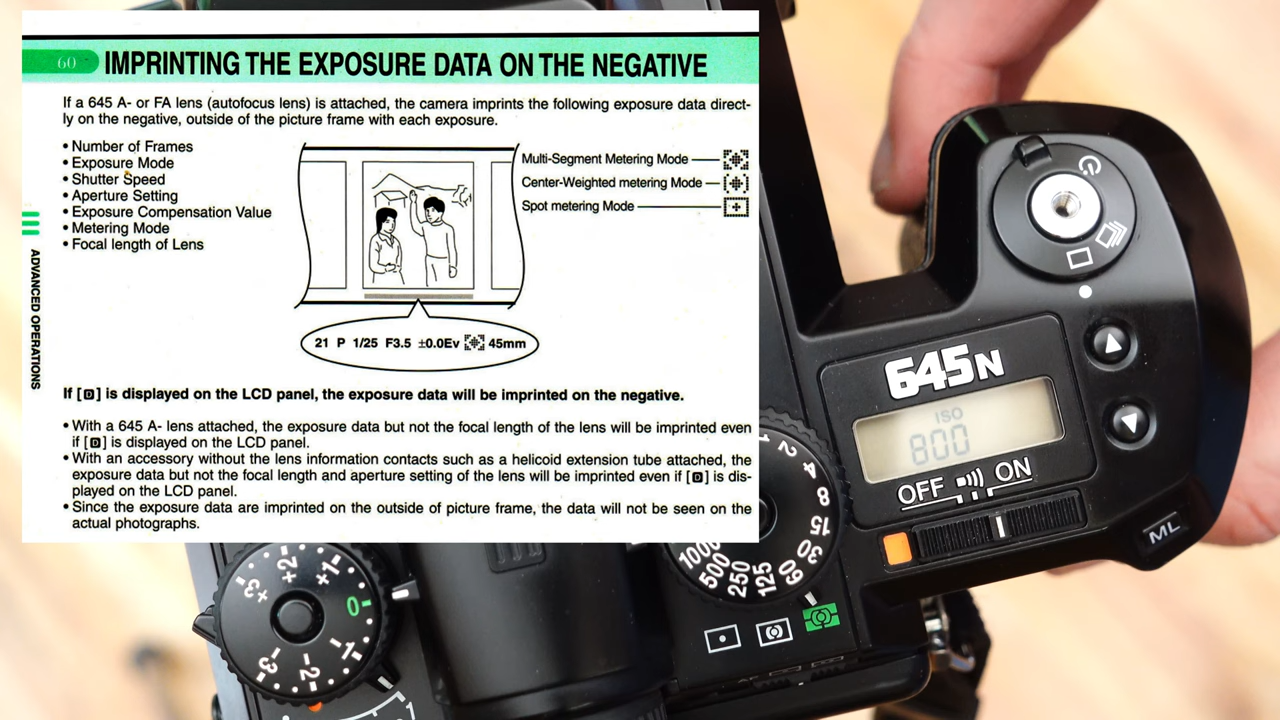 60 IMPRINTING THE EXPOSURE DATA ON THE NEGATIVE
If a 645 A- or FA lens (autofocus lens) is attached, the camera imprints the following exposure data direct-
ly on the negative, outside of the picture frame with each exposure.
• Number of Frames
• Exposure Mode
• Shutter Speed
• Aperture Setting
• Exposure Compensation Value
• Metering Mode
• Focal length of Lens
Multi-Segment Metering Mode
Center-Weighted metering Mode
Spot metering Mode
21 P 1/25 F3.5 ±0.0Ev 45mm
ADVANCED OPERATIONS
If [D] is displayed on the LCD panel, the exposure data will be imprinted on the negative.
• With a 645 A- lens attached, the exposure data but not the focal length of the lens will be imprinted even
if [D] is displayed on the LCD panel.
• With an accessory without the lens information contacts such as a helicoid extension tube attached, the
exposure data but not the focal length and aperture setting of the lens will be imprinted even if [D] is dis-
played on the LCD panel.
• Since the exposure data are imprinted on the outside of picture frame, the data will not be seen on the
actual photographs.
645N
ISO
800
OFF ON
ML
1 2 4 8 15 30 60 125 250 500 1000
+3 +2 +1 0 -1 -2 -3